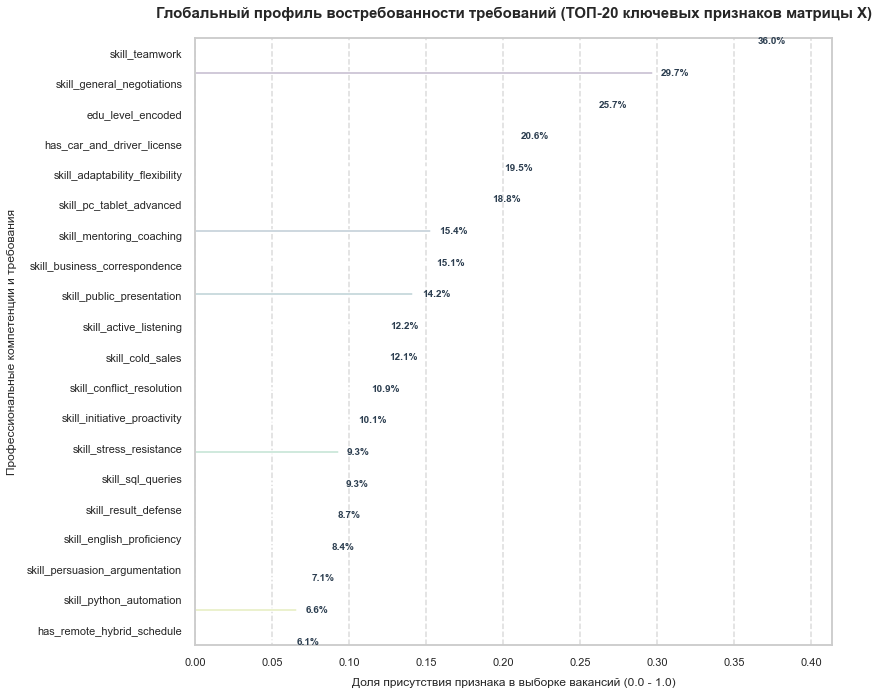 Глобальный профиль востребованности требований (ТОП-20 ключевых признаков матрицы X)
Профессиональные компетенции и требования
skill_teamwork
skill_general_negotiations
edu_level_encoded
has_car_and_driver_license
skill_adaptability_flexibility
skill_pc_tablet_advanced
skill_mentoring_coaching
skill_business_correspondence
skill_public_presentation
skill_active_listening
skill_cold_sales
skill_conflict_resolution
skill_initiative_proactivity
skill_stress_resistance
skill_sql_queries
skill_result_defense
skill_english_proficiency
skill_persuasion_argumentation
skill_python_automation
has_remote_hybrid_schedule
36.0%
29.7%
25.7%
20.6%
19.5%
18.8%
15.4%
15.1%
14.2%
12.2%
12.1%
10.9%
10.1%
9.3%
9.3%
8.7%
8.4%
7.1%
6.6%
6.1%
0.00 0.05 0.10 0.15 0.20 0.25 0.30 0.35 0.40
Доля присутствия признака в выборке вакансий (0.0 - 1.0)